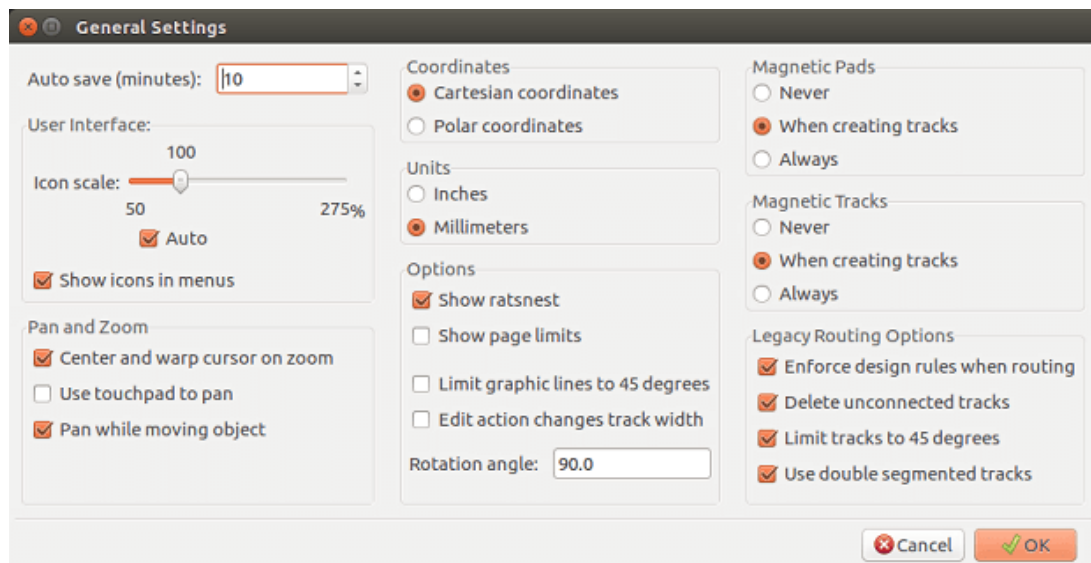 General Settings
Auto save (minutes): 10
User Interface:
100
Icon scale:
50 275%
Auto
Show icons in menus
Pan and Zoom
Center and warp cursor on zoom
Use touchpad to pan
Pan while moving object
Coordinates
Cartesian coordinates
Polar coordinates
Units
Inches
Millimeters
Options
Show ratsnest
Show page limits
Limit graphic lines to 45 degrees
Edit action changes track width
Rotation angle: 90.0
Magnetic Pads
Never
When creating tracks
Always
Magnetic Tracks
Never
When creating tracks
Always
Legacy Routing Options
Enforce design rules when routing
Delete unconnected tracks
Limit tracks to 45 degrees
Use double segmented tracks
Cancel OK